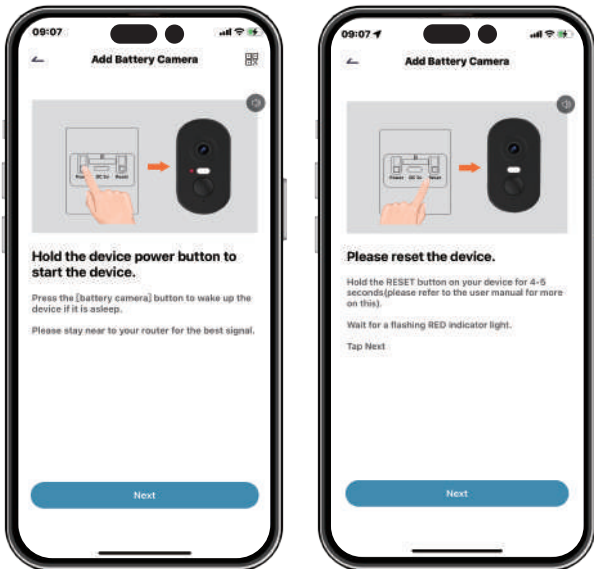 09:07
Add Battery Camera
Power DC In Reset
Hold the device power button to
start the device.
Press the [battery camera] button to wake up the
device if it is asleep.
Please stay near to your router for the best signal.
Next
09:07
Add Battery Camera
Power DC In Reset
Please reset the device.
Hold the RESET button on your device for 4-5
seconds(please refer to the user manual for more
on this).
Wait for a flashing RED indicator light.
Tap Next
Next